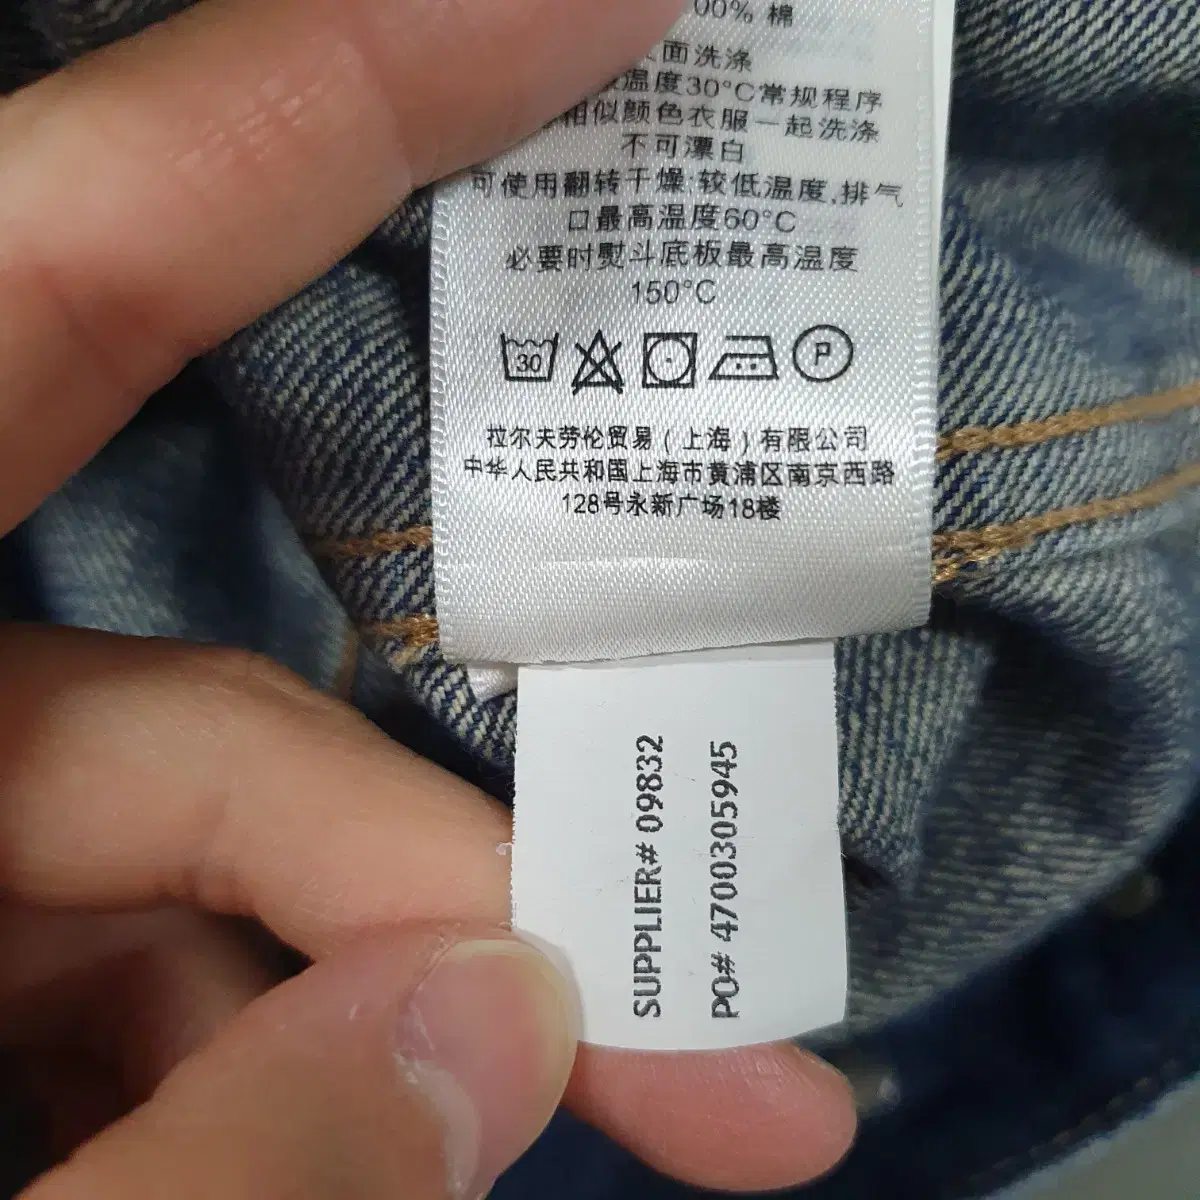 00% 棉
面洗涤
温度30°C常规程序
相似颜色衣服一起洗涤
不可漂白
可使用翻转干燥:较低温度,排气
口最高温度60°C
必要时熨斗底板最高温度
150°C
30 P
拉尔夫劳伦贸易(上海)有限公司
中华人民共和国上海市黄浦区南京西路
128号永新广场18楼
SUPPLIER# 09832
PO# 4700305945